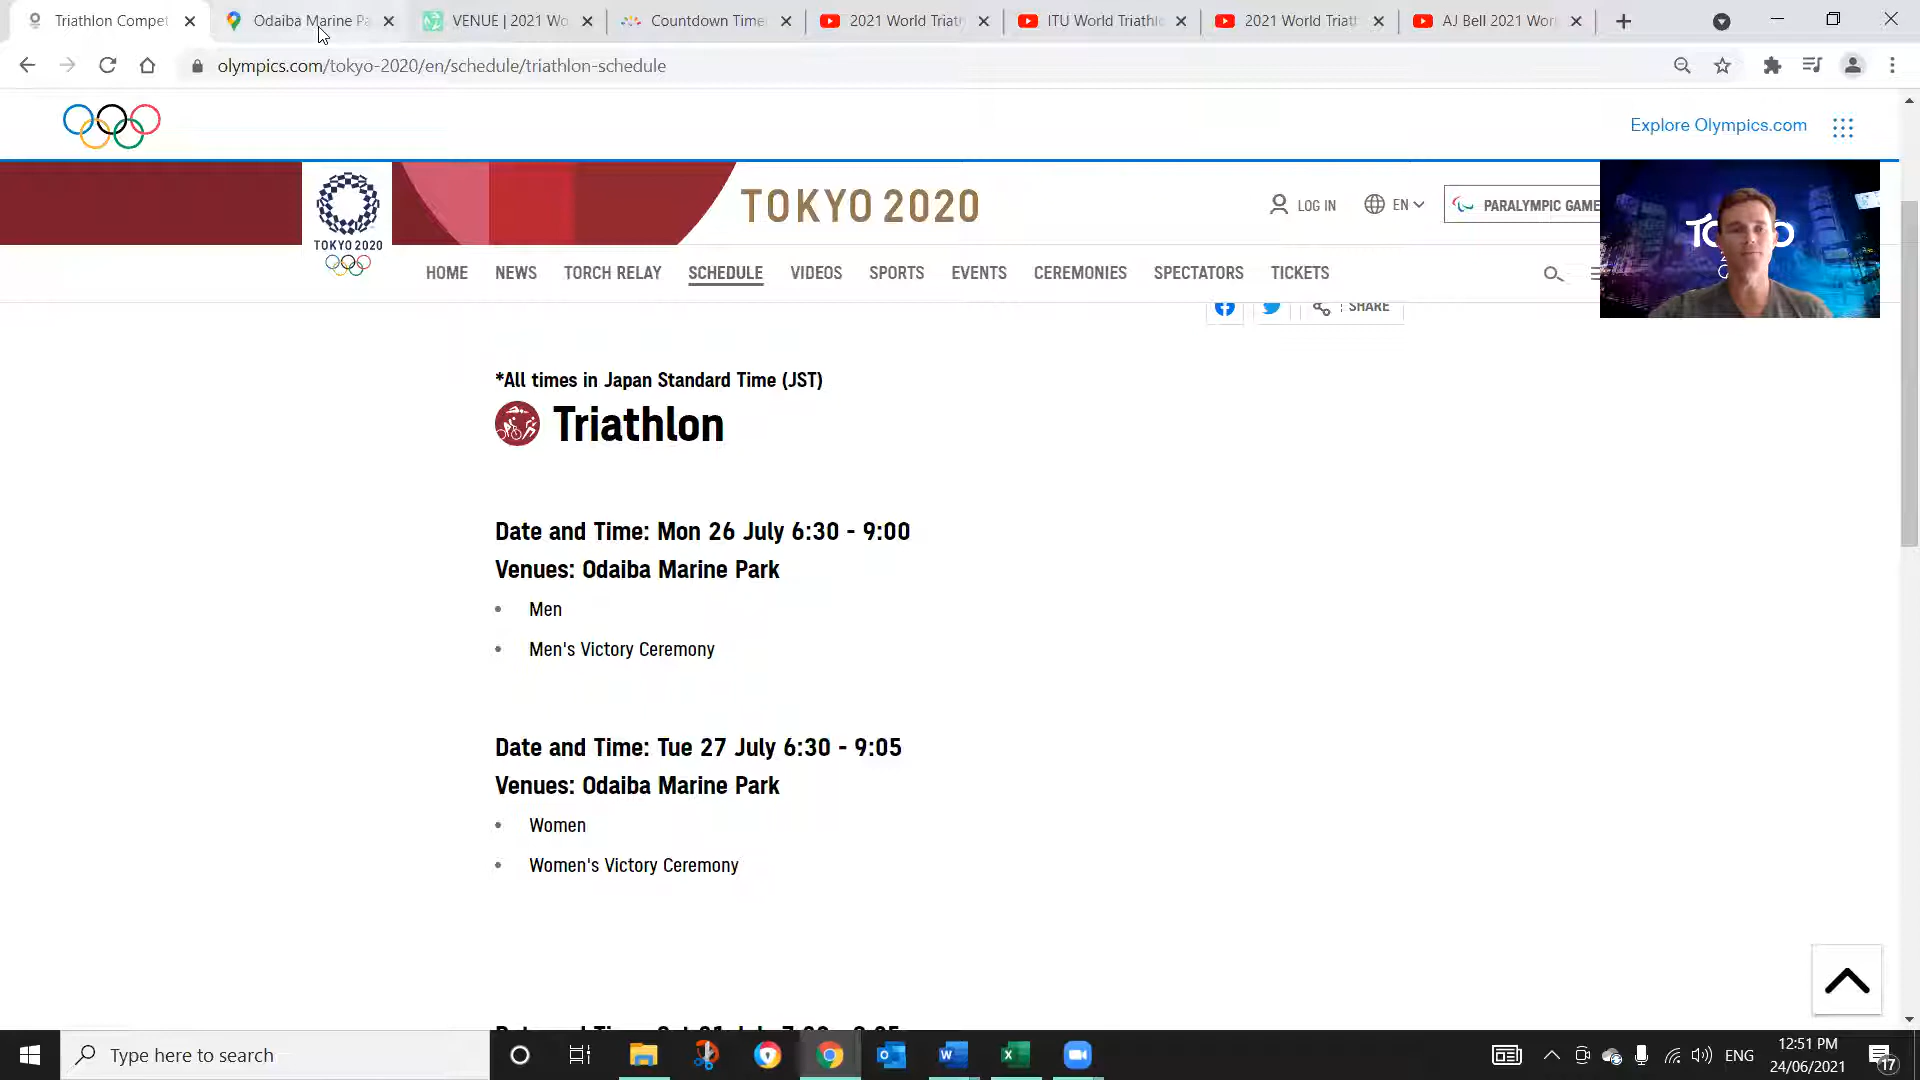 Triathlon Compet
Odaiba Marine Pa
VENUE | 2021 Wo
Countdown Time
2021 World Triat
ITU World Triathl
2021 World Triat
AJ Bell 2021 Wor
olympics.com/tokyo-2020/en/schedule/triathlon-schedule
Explore Olympics.com
TOKYO 2020
TOKYO 2020
LOG IN
EN
PARALYMPIC GAME
HOME
NEWS
TORCH RELAY
SCHEDULE
VIDEOS
SPORTS
EVENTS
CEREMONIES
SPECTATORS
TICKETS
SHARE
*All times in Japan Standard Time (JST)
Triathlon
Date and Time: Mon 26 July 6:30 - 9:00
Venues: Odaiba Marine Park
• Men
• Men's Victory Ceremony
Date and Time: Tue 27 July 6:30 - 9:05
Venues: Odaiba Marine Park
• Women
• Women's Victory Ceremony
Type here to search
ENG
12:51 PM
24/06/2021
17